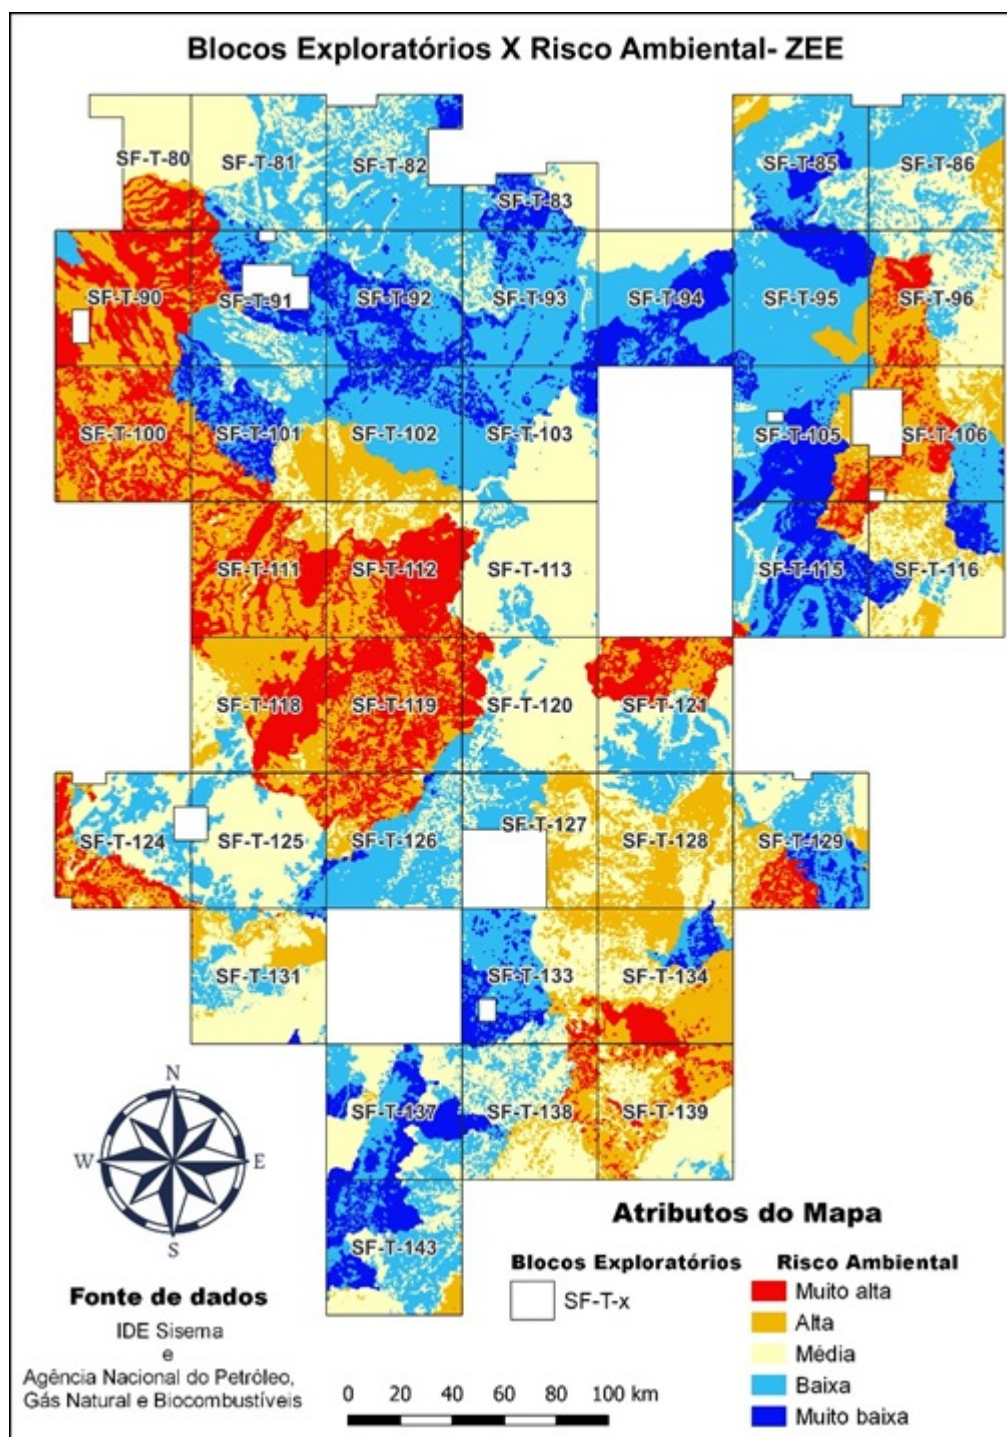 Blocos Exploratórios X Risco Ambiental- ZEE
SF-T-80
SF-T-81
SF-T-82
SF-T-83
SF-T-85
SF-T-86
SF-T-90
SF-T-91
SF-T-92
SF-T-93
SF-T-94
SF-T-95
SF-T-96
SF-T-100
SF-T-101
SF-T-102
SF-T-103
SF-T-105
SF-T-106
SF-T-111
SF-T-112
SF-T-113
SF-T-115
SF-T-116
SF-T-118
SF-T-119
SF-T-120
SF-T-121
SF-T-124
SF-T-125
SF-T-126
SF-T-127
SF-T-128
SF-T-129
SF-T-131
SF-T-133
SF-T-134
SF-T-137
SF-T-138
SF-T-139
SF-T-143
N
W
E
S
Fonte de dados
IDE Sisema
e
Agência Nacional do Petróleo,
Gás Natural e Biocombustíveis
Atributos do Mapa
Blocos Exploratórios
SF-T-x
Risco Ambiental
Muito alta
Alta
Média
Baixa
Muito baixa
0 20 40 60 80 100 km